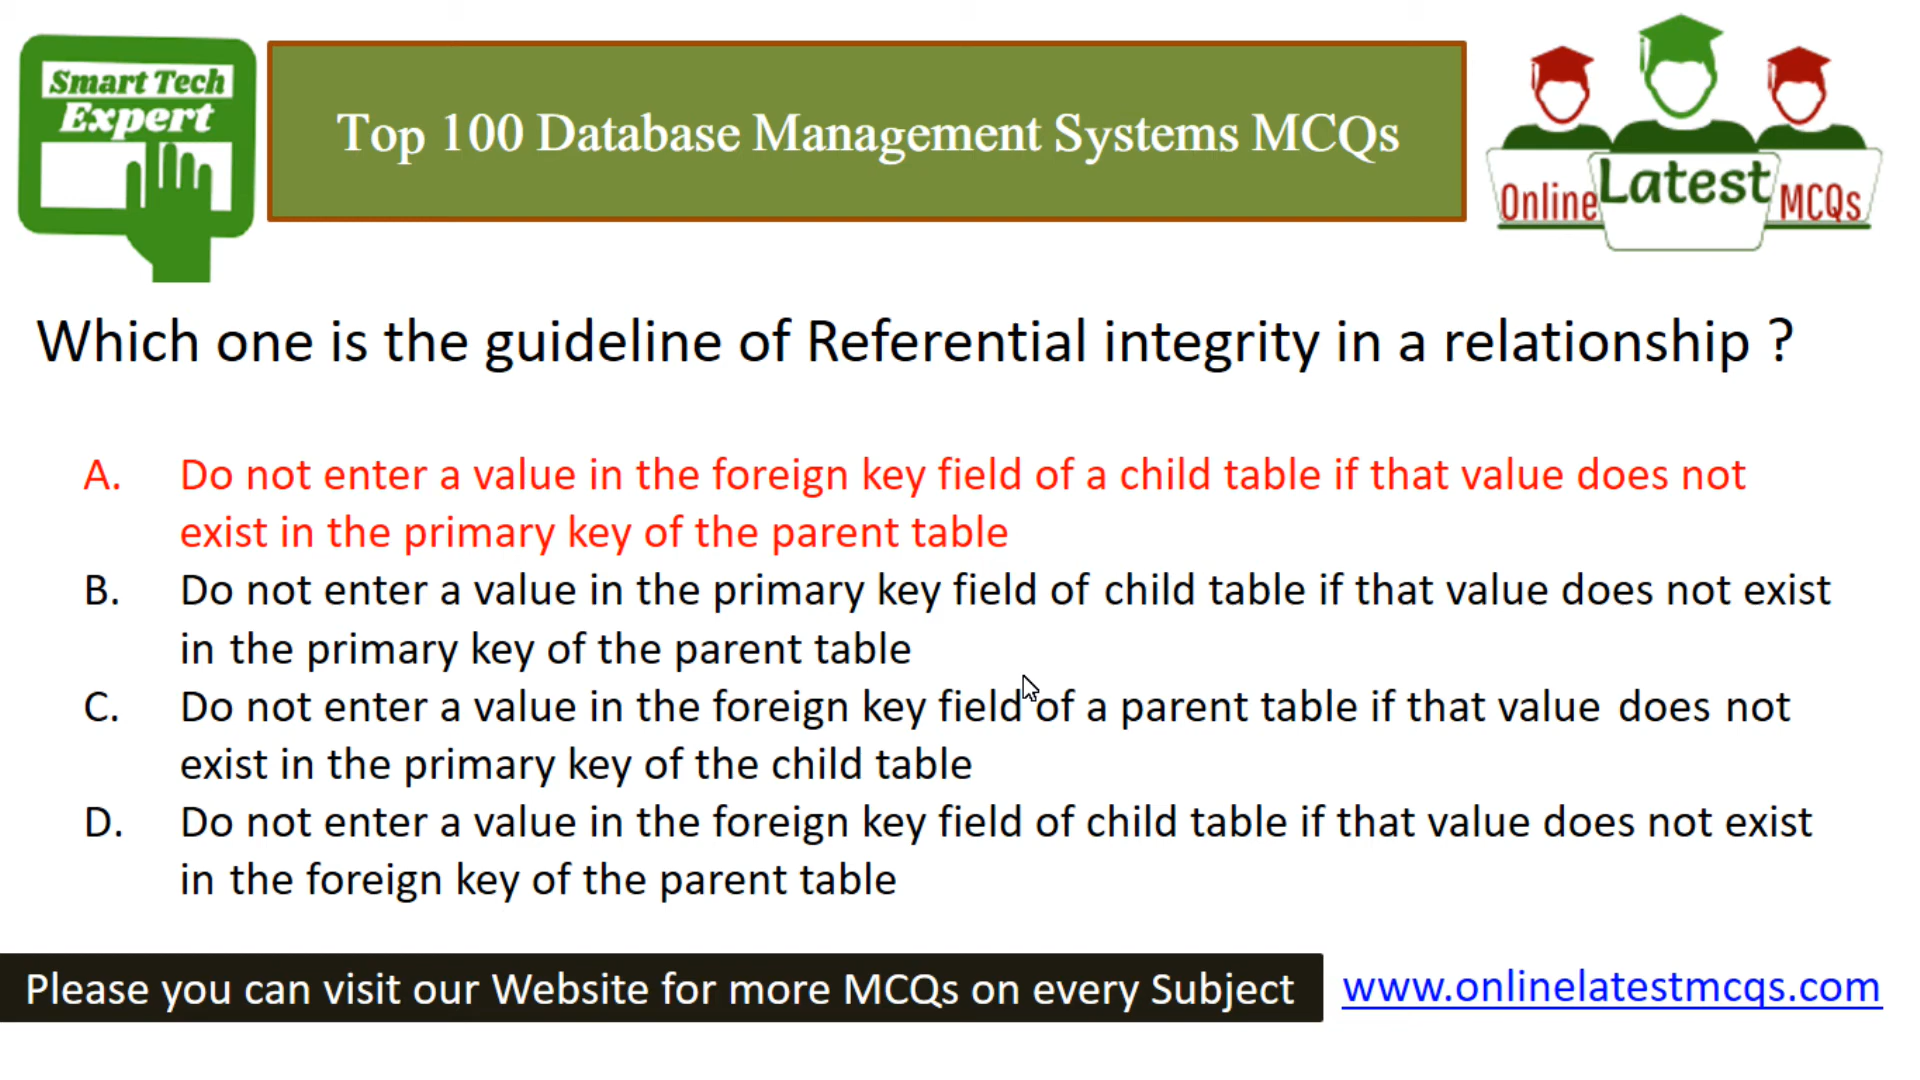 Smart Tech
Expert
Top 100 Database Management Systems MCQs
Online Latest MCQs
Which one is the guideline of Referential integrity in a relationship ?
A. Do not enter a value in the foreign key field of a child table if that value does not
exist in the primary key of the parent table
B. Do not enter a value in the primary key field of child table if that value does not exist
in the primary key of the parent table
C. Do not enter a value in the foreign key field of a parent table if that value does not
exist in the primary key of the child table
D. Do not enter a value in the foreign key field of child table if that value does not exist
in the foreign key of the parent table
Please you can visit our Website for more MCQs on every Subject www.onlinelatestmcqs.com